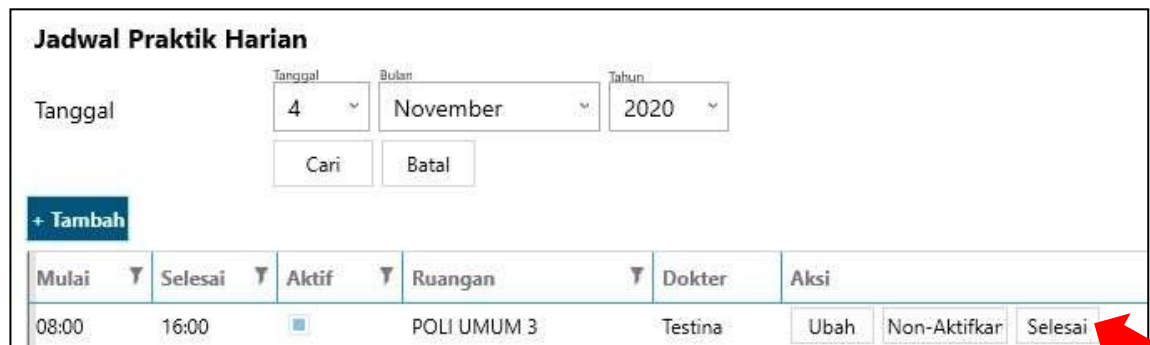 Jadwal Praktik Harian
Tanggal Bulan Tahun
Tanggal 4 November 2020
Cari Batal
+ Tambah
Mulai Selesai Aktif Ruangan Dokter Aksi
08:00 16:00 POLI UMUM 3 Testina Ubah Non-Aktifkar Selesai